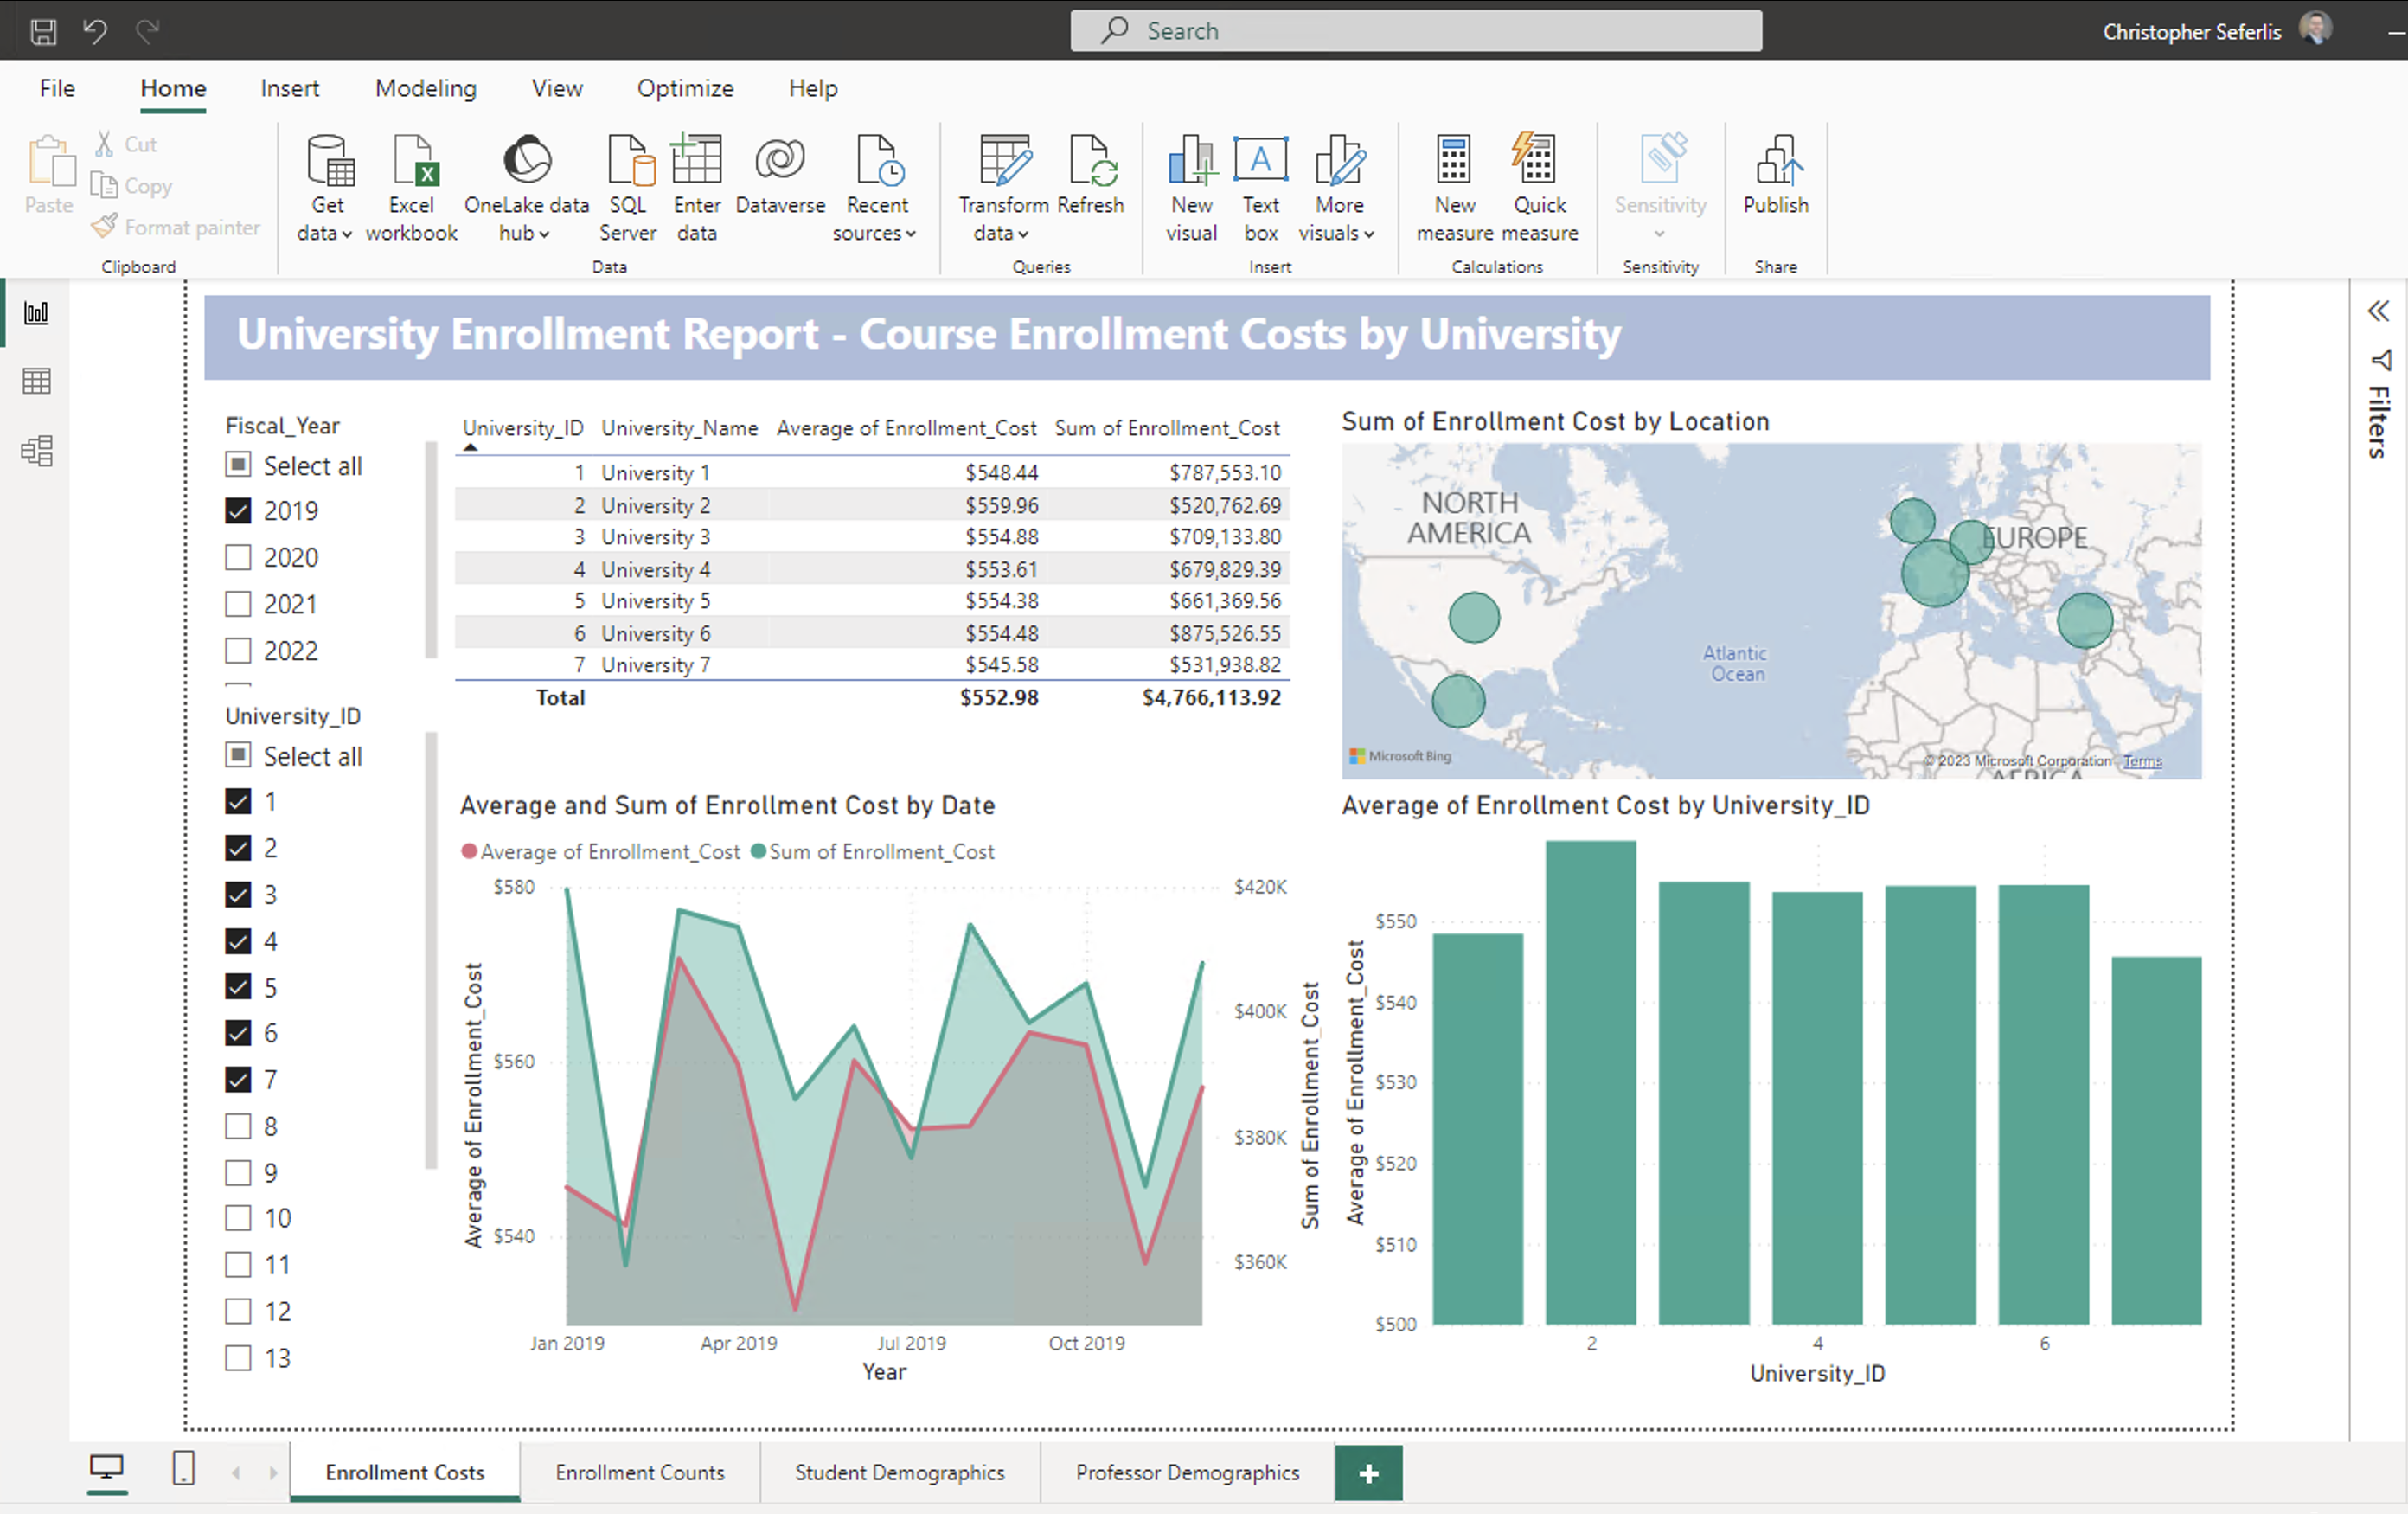 Search
Christopher Seferlis
File Home Insert Modeling View Optimize Help
Paste
Cut
Copy
Format painter
Clipboard
Get data
Excel workbook
OneLake data hub
SQL Server
Enter data
Dataverse
Recent sources
Data
Transform data
Refresh
Queries
New visual
Text box
More visuals
Insert
New measure
Quick measure
Calculations
Sensitivity
Sensitivity
Publish
Share
University Enrollment Report - Course Enrollment Costs by University
Fiscal_Year
Select all
2019
2020
2021
2022
University_ID
Select all
1
2
3
4
5
6
7
8
9
10
11
12
13
University_ID University_Name Average of Enrollment_Cost Sum of Enrollment_Cost
1 University 1 $548.44 $787,553.10
2 University 2 $559.96 $520,762.69
3 University 3 $554.88 $709,133.80
4 University 4 $553.61 $679,829.39
5 University 5 $554.38 $661,369.56
6 University 6 $554.48 $875,526.55
7 University 7 $545.58 $531,938.82
Total $552.98 $4,766,113.92
Sum of Enrollment Cost by Location
NORTH
AMERICA
EUROPE
Atlantic
Ocean
AFRICA
Microsoft Bing
© 2023 Microsoft Corporation Terms
Average and Sum of Enrollment Cost by Date
Average of Enrollment_Cost Sum of Enrollment_Cost
Average of Enrollment_Cost
$580
$560
$540
$420K
$400K
$380K
$360K
Sum of Enrollment_Cost
Jan 2019 Apr 2019 Jul 2019 Oct 2019
Year
Average of Enrollment Cost by University_ID
Average of Enrollment_Cost
$550
$540
$530
$520
$510
$500
2 4 6
University_ID
Filters
Enrollment Costs Enrollment Counts Student Demographics Professor Demographics